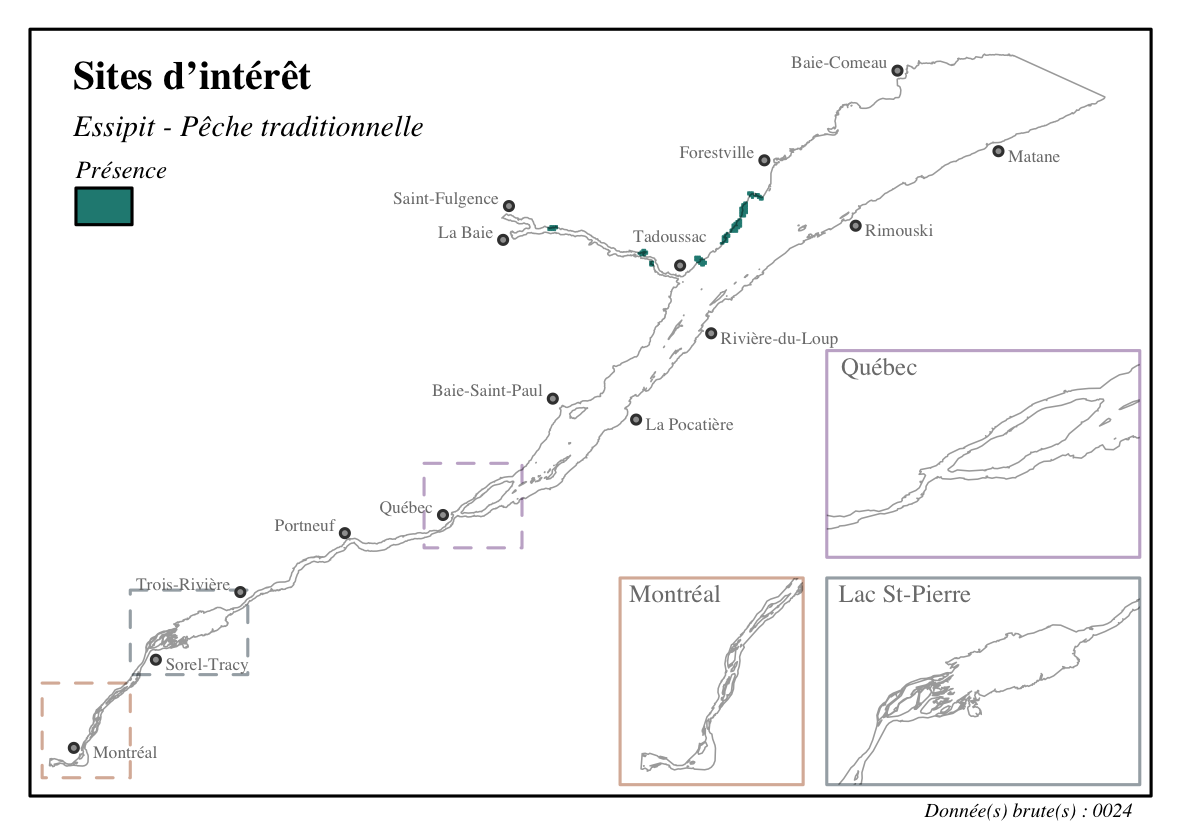 Sites d’intérêt
Essipit - Pêche traditionnelle
Présence
Baie-Comeau
Matane
Forestville
Saint-Fulgence
La Baie
Tadoussac
Rimouski
Rivière-du-Loup
Baie-Saint-Paul
La Pocatière
Québec
Portneuf
Trois-Rivière
Sorel-Tracy
Montréal
Québec
Montréal
Lac St-Pierre
Donnée(s) brute(s) : 0024